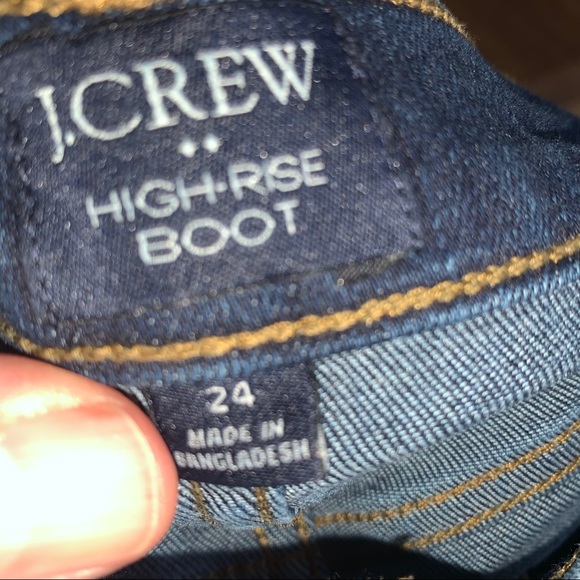 J.CREW
HIGH-RISE
BOOT
24
MADE IN
BANGLADESH